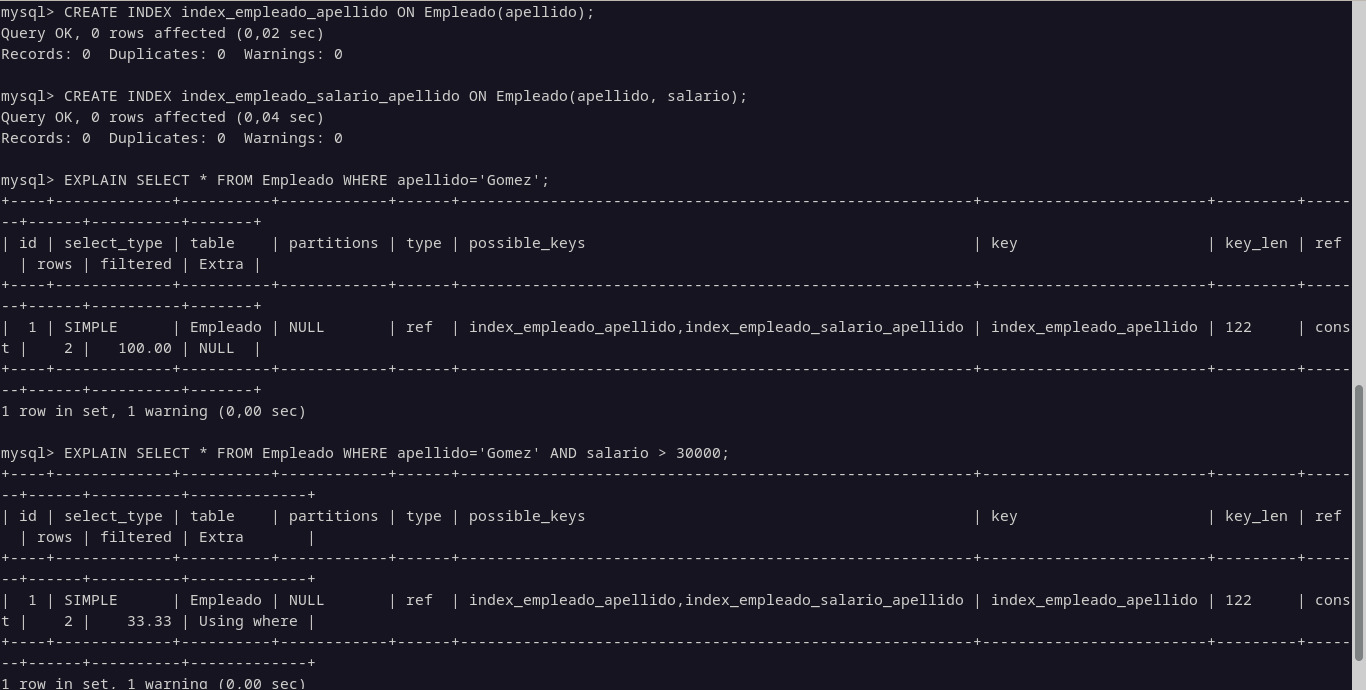 mysql> CREATE INDEX index_empleado_apellido ON Empleado(apellido);
Query OK, 0 rows affected (0,02 sec)
Records: 0  Duplicates: 0  Warnings: 0

mysql> CREATE INDEX index_empleado_salario_apellido ON Empleado(apellido, salario);
Query OK, 0 rows affected (0,04 sec)
Records: 0  Duplicates: 0  Warnings: 0

mysql> EXPLAIN SELECT * FROM Empleado WHERE apellido='Gomez';
+----+-------------+----------+------------+------+---------------------------------------------------------+-------------------------+---------+-----
--+------+----------+-------+
| id | select_type | table    | partitions | type | possible_keys                                           | key                     | key_len | ref
  | rows | filtered | Extra |
+----+-------------+----------+------------+------+---------------------------------------------------------+-------------------------+---------+-----
--+------+----------+-------+
|  1 | SIMPLE      | Empleado | NULL       | ref  | index_empleado_apellido,index_empleado_salario_apellido | index_empleado_apellido | 122     | cons
t |    2 |   100.00 | NULL  |
+----+-------------+----------+------------+------+---------------------------------------------------------+-------------------------+---------+-----
--+------+----------+-------+
1 row in set, 1 warning (0,00 sec)

mysql> EXPLAIN SELECT * FROM Empleado WHERE apellido='Gomez' AND salario > 30000;
+----+-------------+----------+------------+------+---------------------------------------------------------+-------------------------+---------+-----
--+------+----------+-------------+
| id | select_type | table    | partitions | type | possible_keys                                           | key                     | key_len | ref
  | rows | filtered | Extra       |
+----+-------------+----------+------------+------+---------------------------------------------------------+-------------------------+---------+-----
--+------+----------+-------------+
|  1 | SIMPLE      | Empleado | NULL       | ref  | index_empleado_apellido,index_empleado_salario_apellido | index_empleado_apellido | 122     | cons
t |    2 |    33.33 | Using where |
+----+-------------+----------+------------+------+---------------------------------------------------------+-------------------------+---------+-----
--+------+----------+-------------+
1 row in set, 1 warning (0,00 sec)